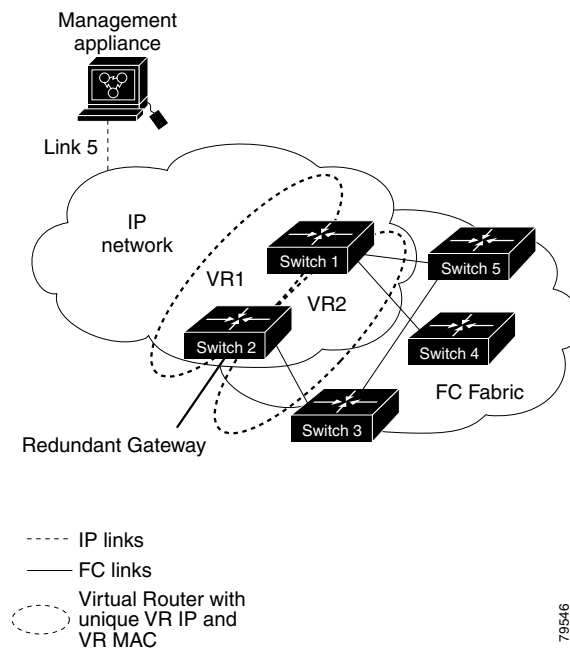 Management
appliance
Link 5
IP
network
VR1
VR2
Switch 1
Switch 2
Switch 5
Switch 4
Switch 3
FC Fabric
Redundant Gateway
IP links
FC links
Virtual Router with
unique VR IP and
VR MAC
79546